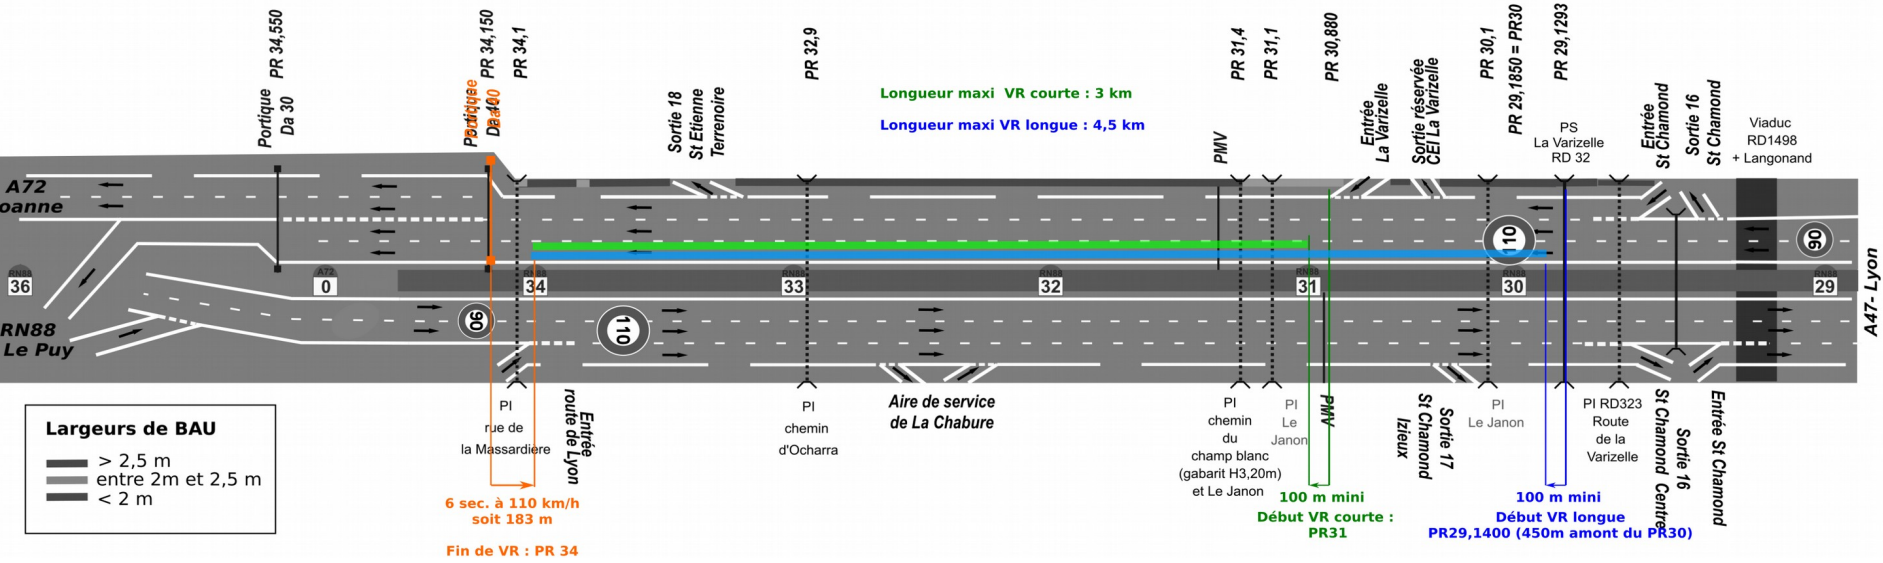 PR 34,550
PR 34,150
PR 34,1
PR 32,9
PR 31,4
PR 31,1
PR 30,880
PR 30,1
PR 29,1850 = PR30
PR 29,1293
Portique
Da 30
Portique
Da 40
Sortie 18
St Etienne
Terrenoire
Longueur maxi VR courte : 3 km
Longueur maxi VR longue : 4,5 km
PMV
Entrée
La Varizelle
Sortie réservée
CEI La Varizelle
PS
La Varizelle
RD 32
Entrée
St Chamond
Sortie 16
St Chamond
Viaduc
RD1498
+ Langonand
A72
oanne
110
90
RN88
36
A72
0
RN88
34
RN88
33
RN88
32
RN88
31
RN88
30
RN88
29
A47- Lyon
RN88
Le Puy
90
110
PI
rue de
la Massardière
Entrée
route de Lyon
PI
chemin
d'Ocharra
Aire de service
de La Chabure
PI
chemin
du
champ blanc
(gabarit H3,20m)
et Le Janon
PI
Le
Janon
PMV
Sortie 17
St Chamond
Izieux
PI
Le Janon
PI RD323
Route
de la
Varizelle
Sortie 16
St Chamond Centre
Entrée St Chamond
Largeurs de BAU
> 2,5 m
entre 2m et 2,5 m
< 2 m
6 sec. à 110 km/h
soit 183 m
Fin de VR : PR 34
100 m mini
Début VR courte :
PR31
100 m mini
Début VR longue
PR29,1400 (450m amont du PR30)